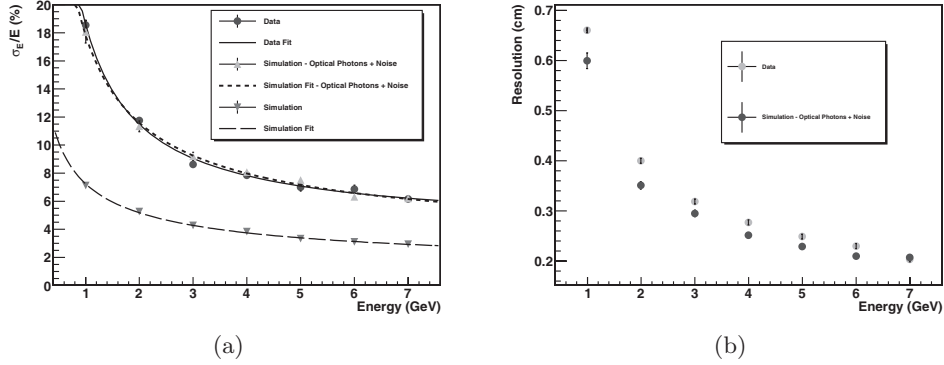 σE/E (%)
20
18
16
14
12
10
8
6
4
2
0
Data
Data Fit
Simulation - Optical Photons + Noise
Simulation Fit - Optical Photons + Noise
Simulation
Simulation Fit
1 2 3 4 5 6 7
Energy (GeV)
(a)
Resolution (cm)
0.7
0.6
0.5
0.4
0.3
0.2
Data
Simulation - Optical Photons + Noise
1 2 3 4 5 6 7
Energy (GeV)
(b)